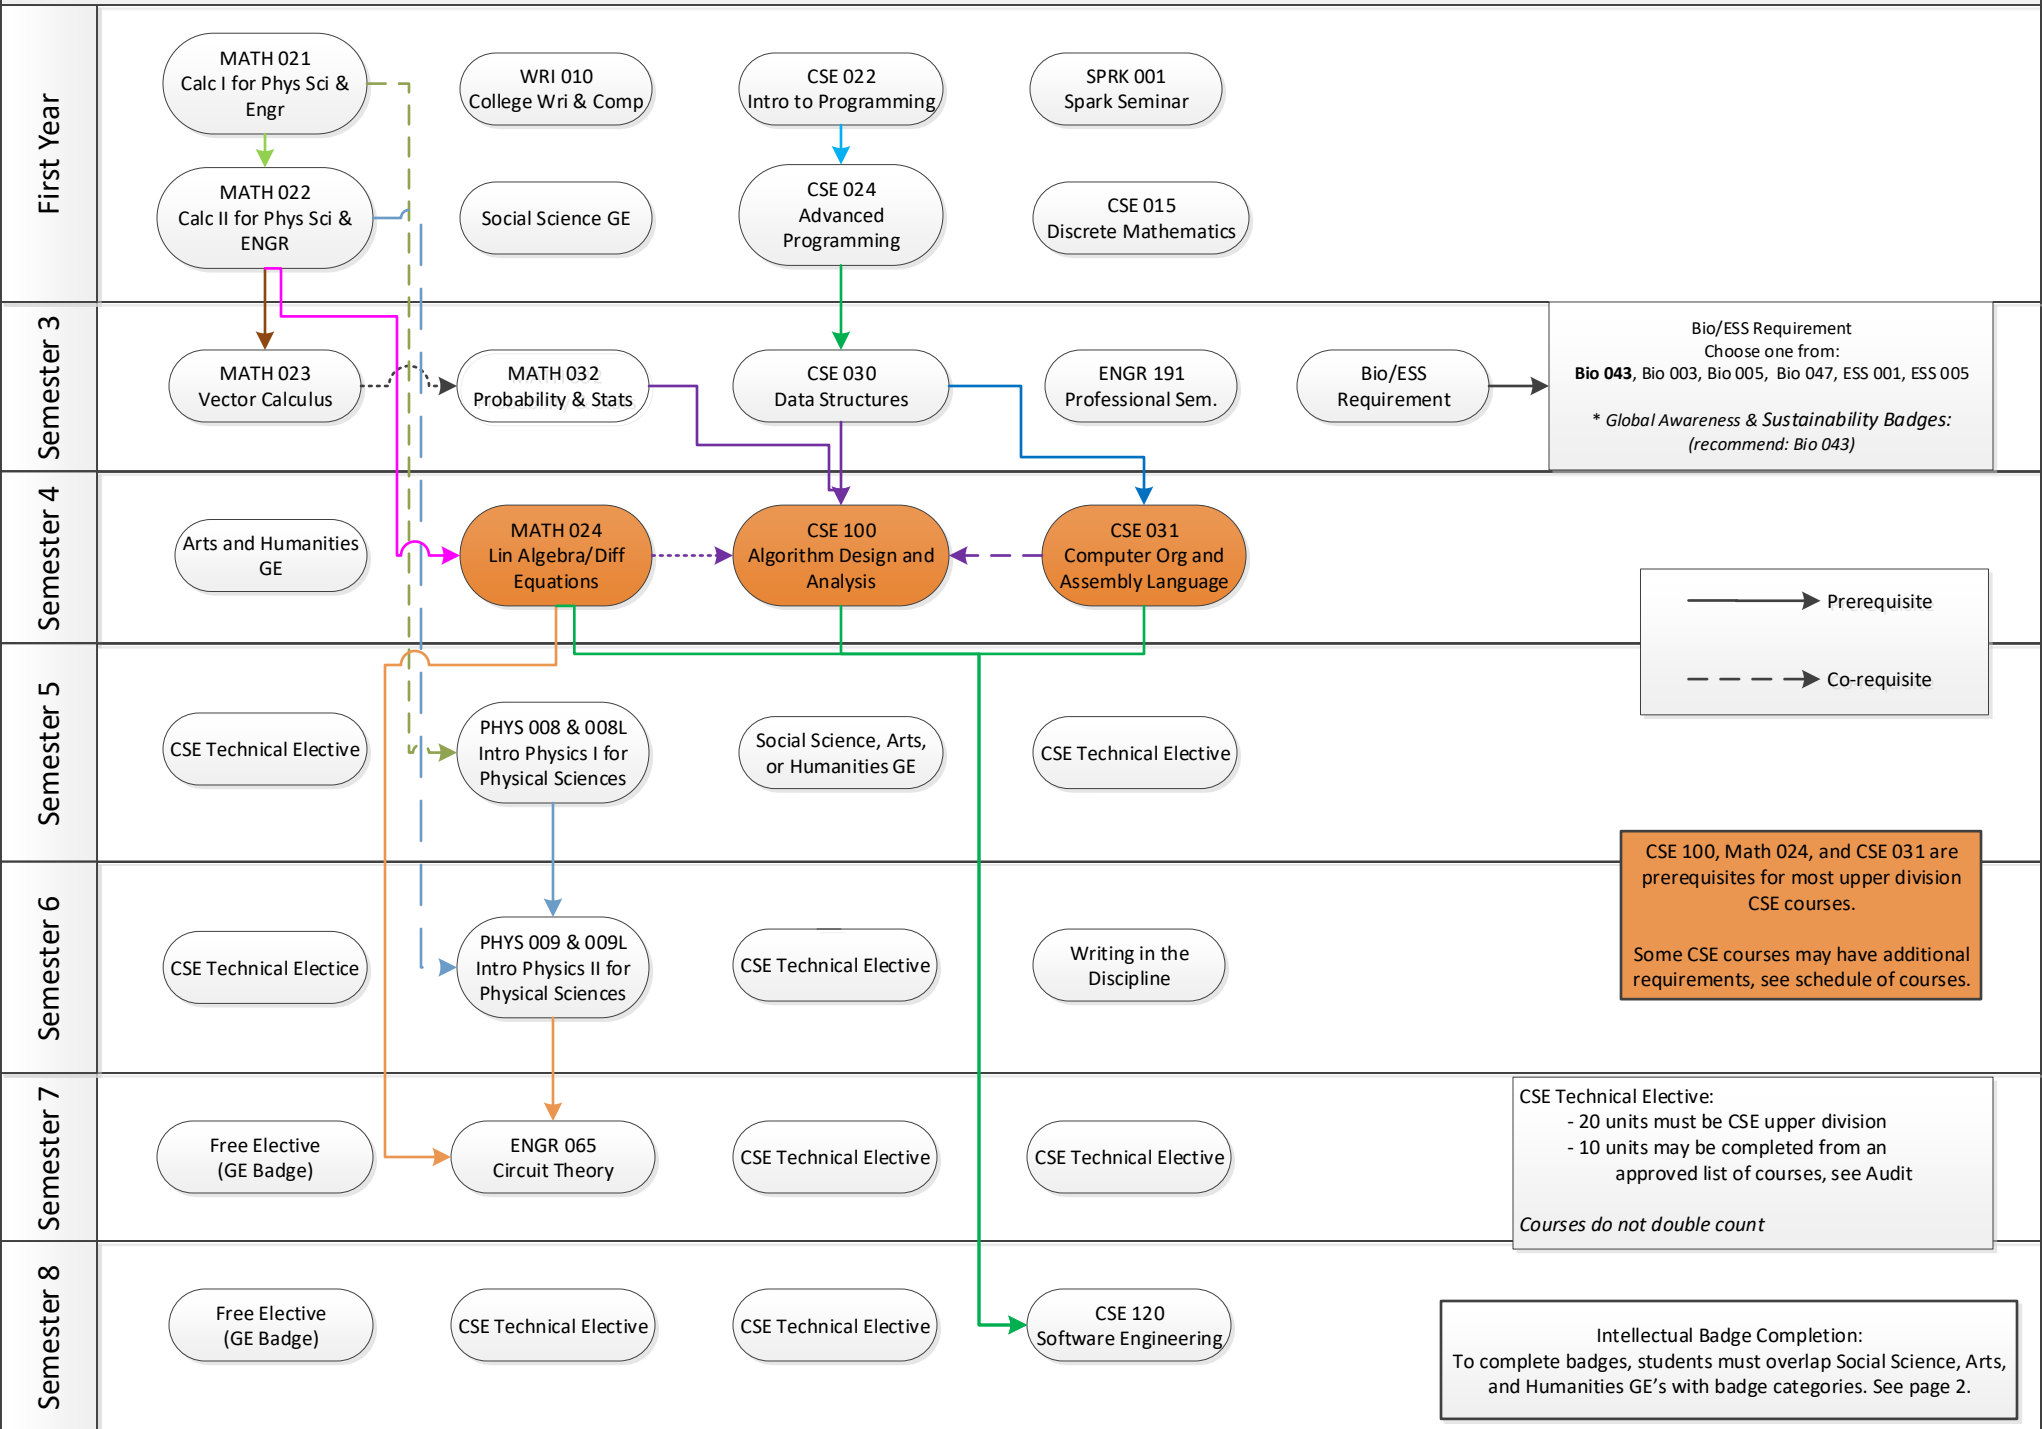 First Year
MATH 021
Calc I for Phys Sci &
Engr
WRI 010
College Wri & Comp
CSE 022
Intro to Programming
SPRK 001
Spark Seminar
MATH 022
Calc II for Phys Sci &
ENGR
Social Science GE
CSE 024
Advanced
Programming
CSE 015
Discrete Mathematics
Semester 3
MATH 023
Vector Calculus
MATH 032
Probability & Stats
CSE 030
Data Structures
ENGR 191
Professional Sem.
Bio/ESS
Requirement
Bio/ESS Requirement
Choose one from:
Bio 043, Bio 003, Bio 005, Bio 047, ESS 001, ESS 005
* Global Awareness & Sustainability Badges:
(recommend: Bio 043)
Semester 4
Arts and Humanities
GE
MATH 024
Lin Algebra/Diff
Equations
CSE 100
Algorithm Design and
Analysis
CSE 031
Computer Org and
Assembly Language
Prerequisite
Co-requisite
Semester 5
CSE Technical Elective
PHYS 008 & 008L
Intro Physics I for
Physical Sciences
Social Science, Arts,
or Humanities GE
CSE Technical Elective
CSE 100, Math 024, and CSE 031 are
prerequisites for most upper division
CSE courses.
Some CSE courses may have additional
requirements, see schedule of courses.
Semester 6
CSE Technical Electice
PHYS 009 & 009L
Intro Physics II for
Physical Sciences
CSE Technical Elective
Writing in the
Discipline
Semester 7
Free Elective
(GE Badge)
ENGR 065
Circuit Theory
CSE Technical Elective
CSE Technical Elective
CSE Technical Elective:
- 20 units must be CSE upper division
- 10 units may be completed from an
approved list of courses, see Audit
Courses do not double count
Semester 8
Free Elective
(GE Badge)
CSE Technical Elective
CSE Technical Elective
CSE 120
Software Engineering
Intellectual Badge Completion:
To complete badges, students must overlap Social Science, Arts,
and Humanities GE's with badge categories. See page 2.